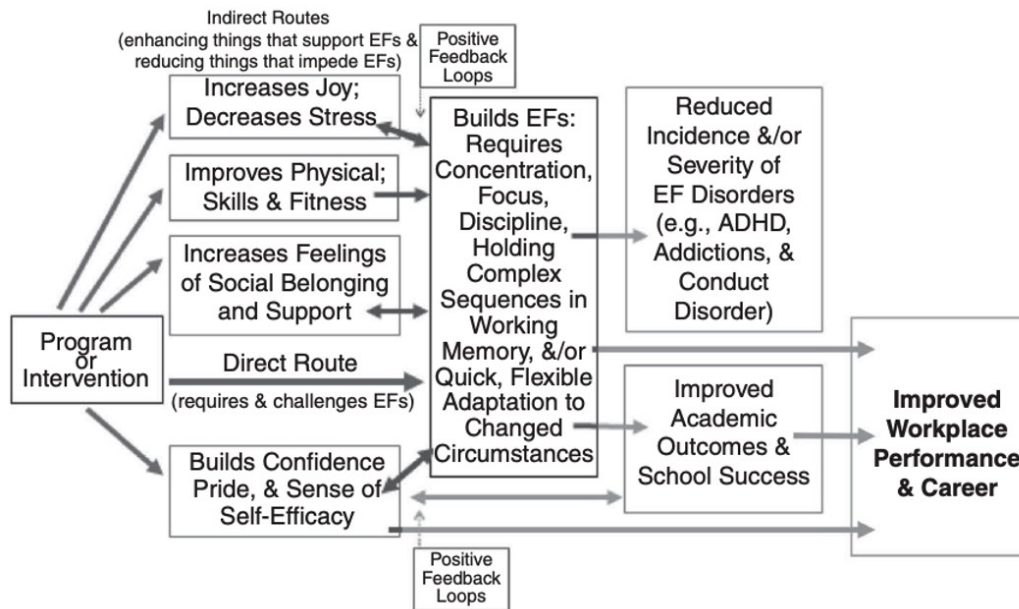 Indirect Routes
(enhancing things that support EFs &
reducing things that impede EFs)
Positive
Feedback
Loops
Increases Joy;
Decreases Stress
Improves Physical;
Skills & Fitness
Increases Feelings
of Social Belonging
and Support
Program
or
Intervention
Direct Route
(requires & challenges EFs)
Builds Confidence
Pride, & Sense of
Self-Efficacy
Builds EFs:
Requires
Concentration,
Focus,
Discipline,
Holding
Complex
Sequences in
Working
Memory, &/or
Quick, Flexible
Adaptation to
Changed
Circumstances
Positive
Feedback
Loops
Reduced
Incidence &/or
Severity of
EF Disorders
(e.g., ADHD,
Addictions, &
Conduct
Disorder)
Improved
Academic
Outcomes &
School Success
Improved
Workplace
Performance
& Career